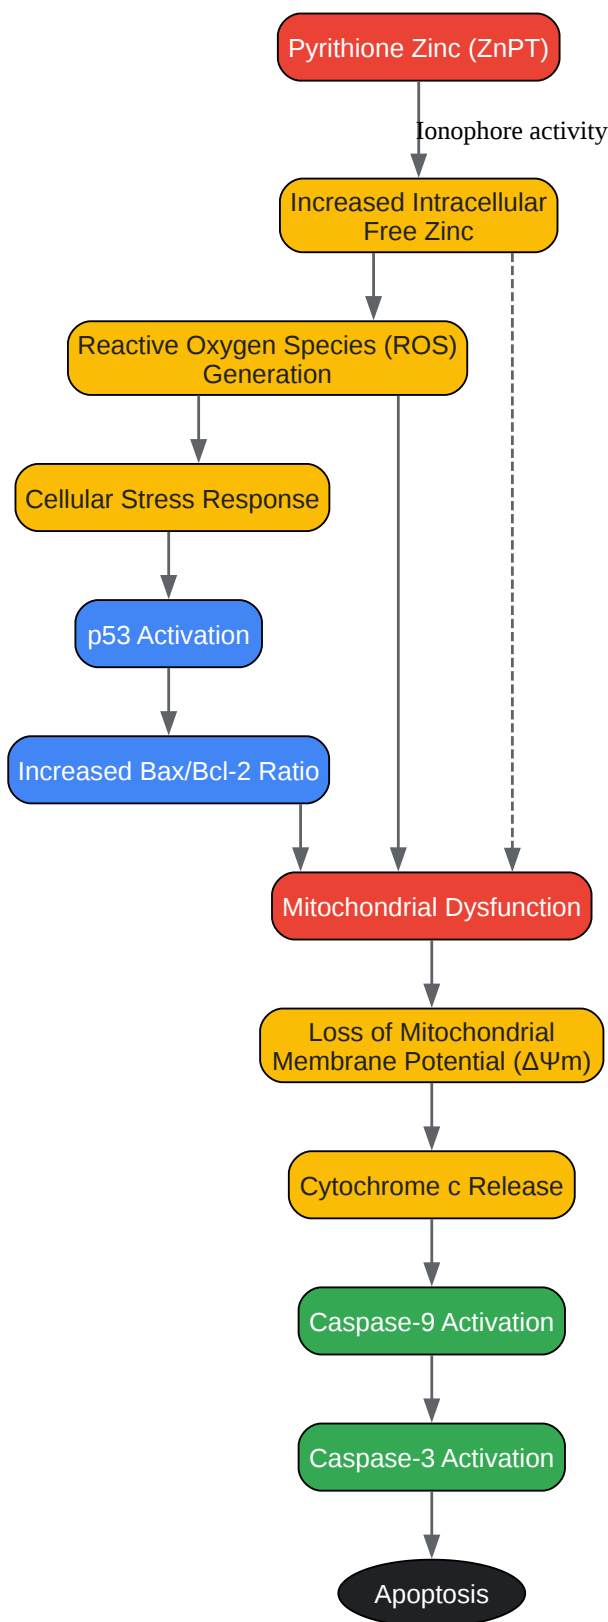 Pyrithione Zinc (ZnPT)
Ionophore activity
Increased Intracellular
Free Zinc
Reactive Oxygen Species (ROS)
Generation
Cellular Stress Response
p53 Activation
Increased Bax/Bcl-2 Ratio
Mitochondrial Dysfunction
Loss of Mitochondrial
Membrane Potential (ΔΨm)
Cytochrome c Release
Caspase-9 Activation
Caspase-3 Activation
Apoptosis